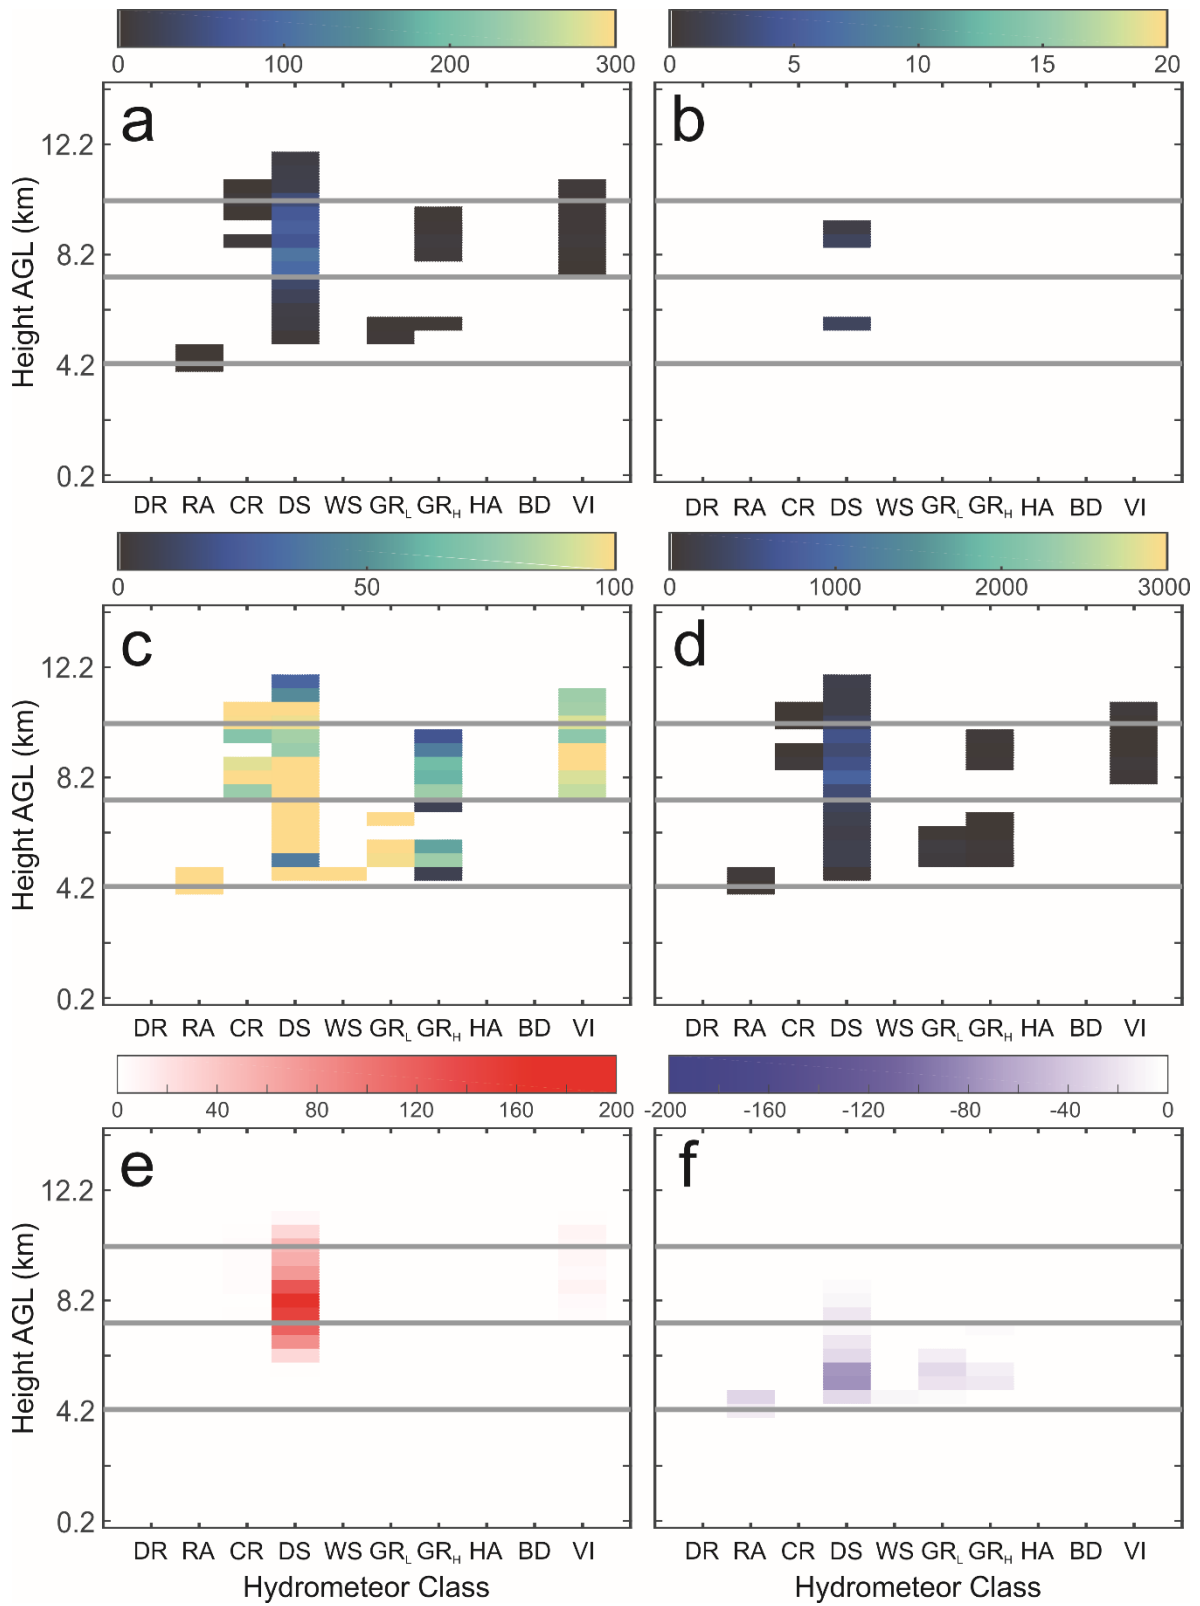 0 100 200 300
0 5 10 15 20
a
b
Height AGL (km)
12.2
8.2
4.2
0.2
DR RA CR DS WS GRL GRH HA BD VI
DR RA CR DS WS GRL GRH HA BD VI
0 50 100
0 1000 2000 3000
c
d
Height AGL (km)
12.2
8.2
4.2
0.2
DR RA CR DS WS GRL GRH HA BD VI
DR RA CR DS WS GRL GRH HA BD VI
0 40 80 120 160 200
-200 -160 -120 -80 -40 0
e
f
Height AGL (km)
12.2
8.2
4.2
0.2
DR RA CR DS WS GRL GRH HA BD VI
DR RA CR DS WS GRL GRH HA BD VI
Hydrometeor Class
Hydrometeor Class